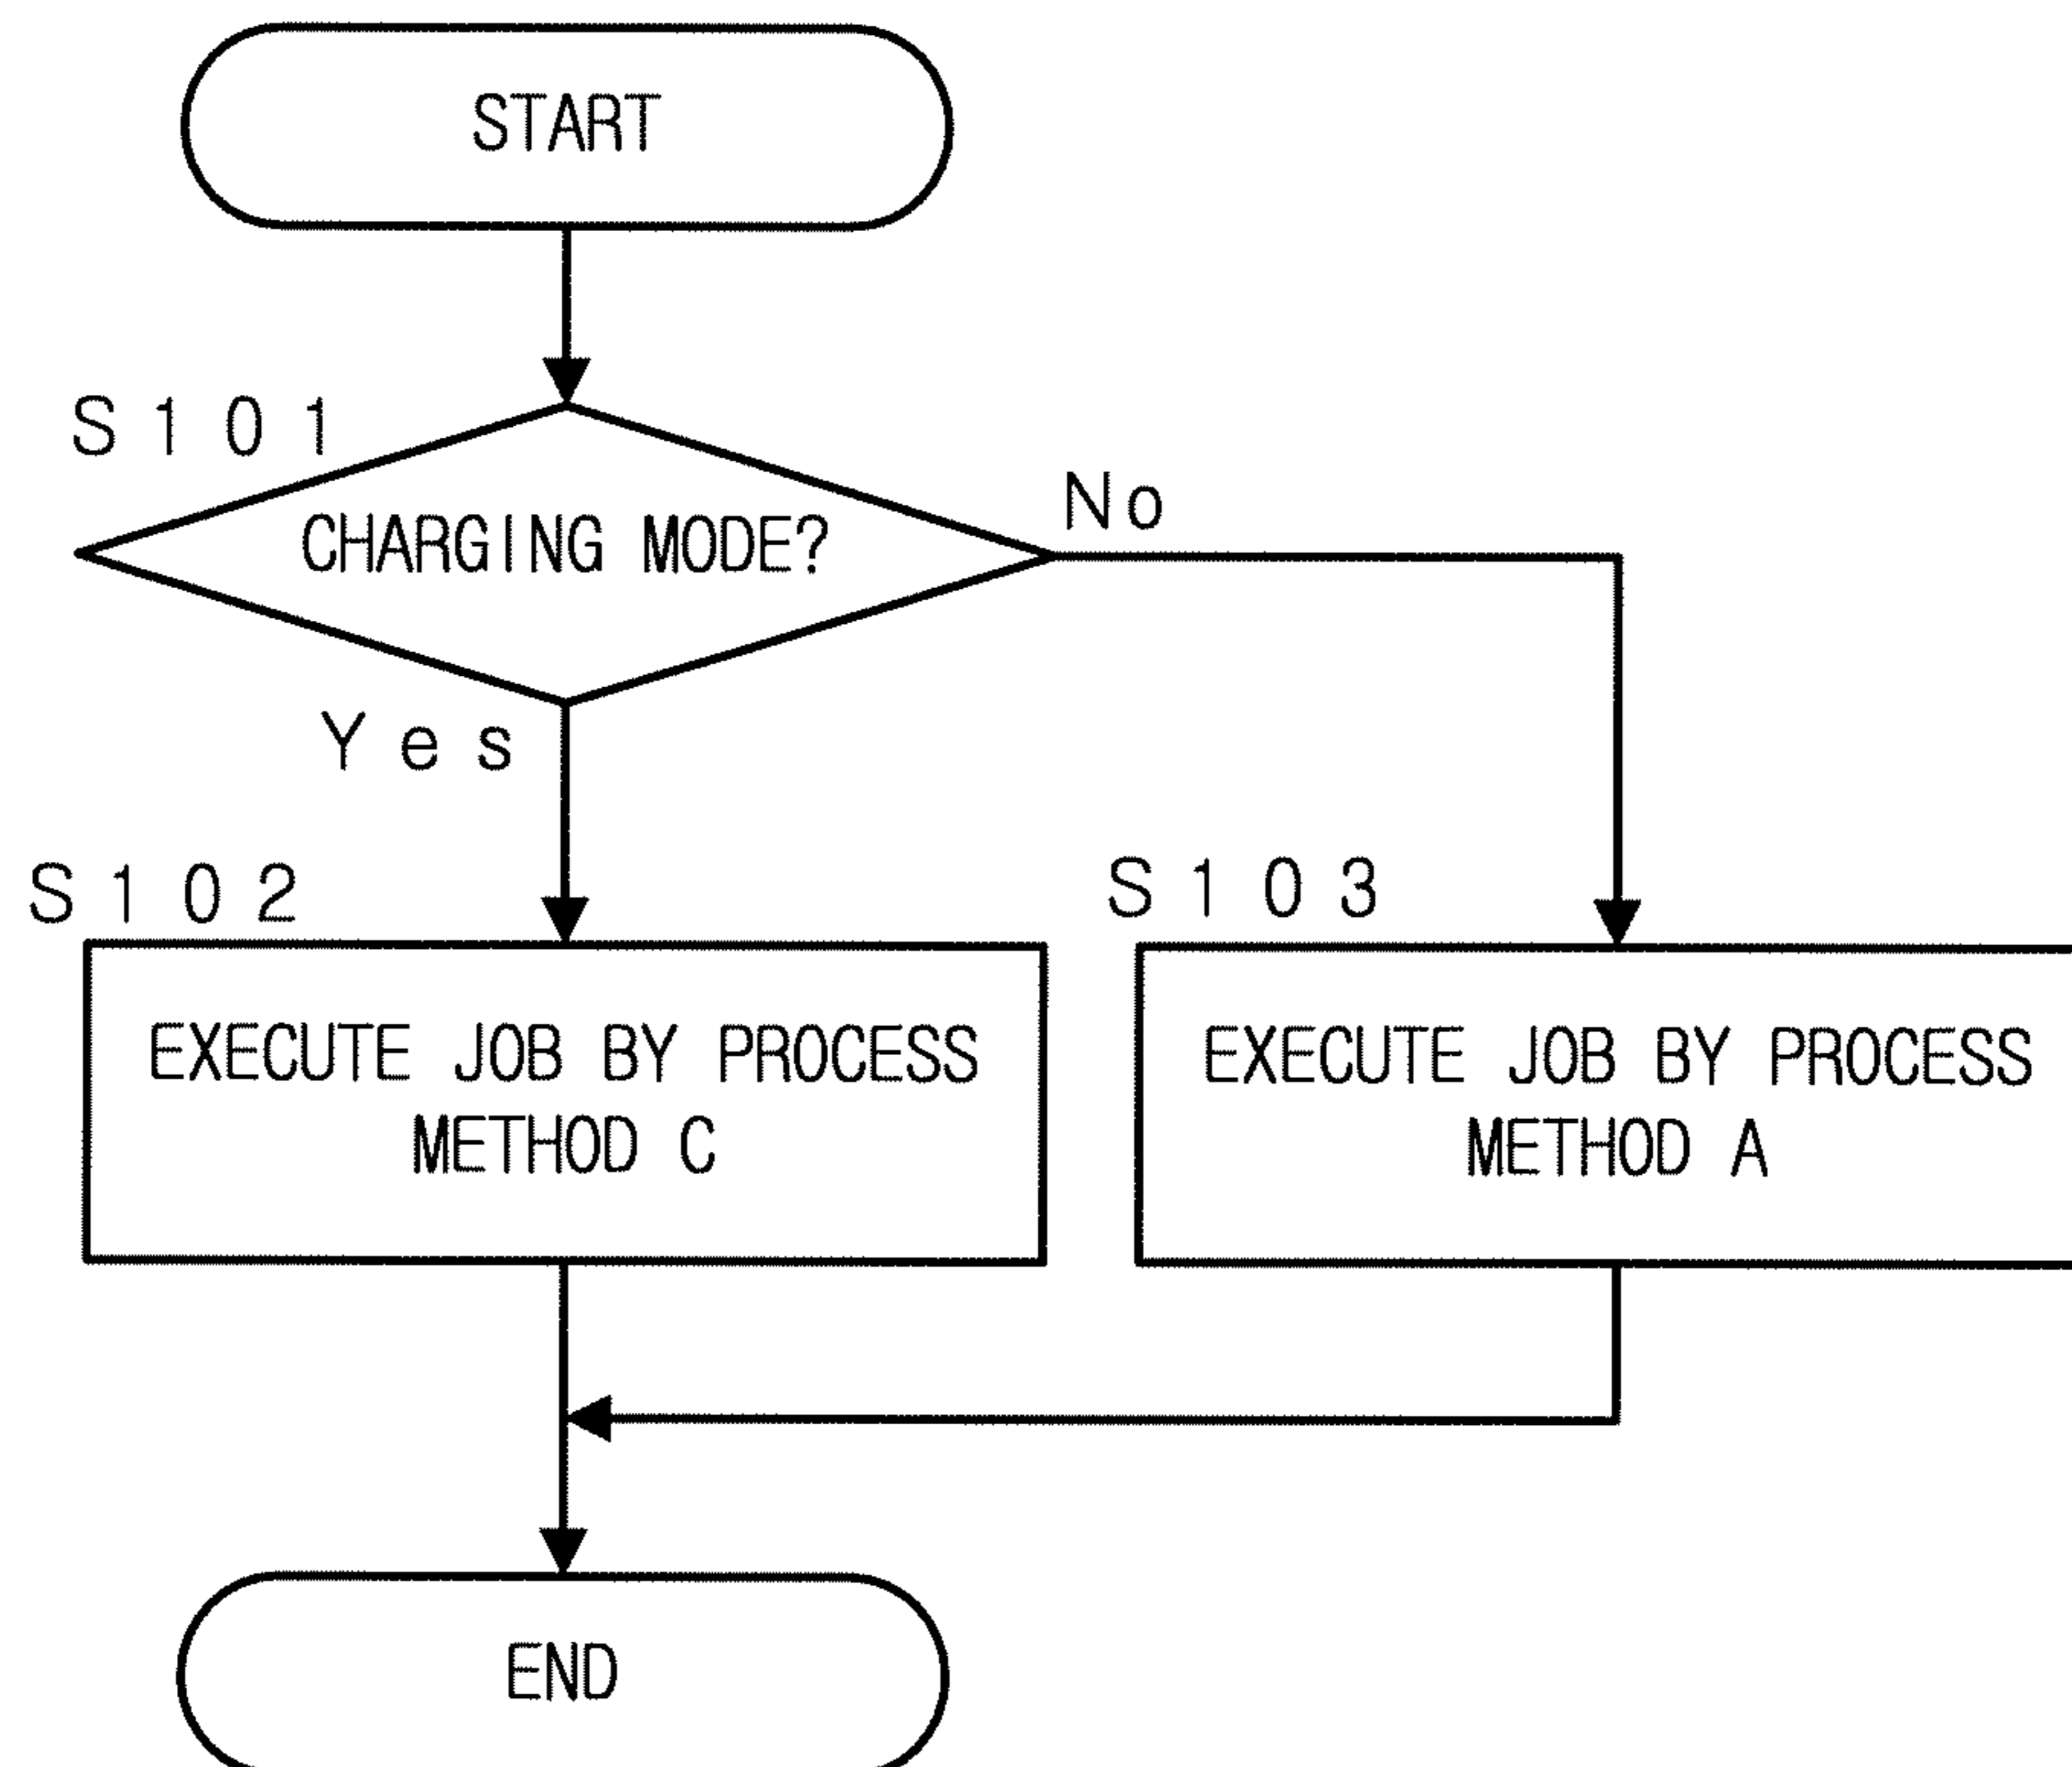 START
S101
CHARGING MODE?
No
Yes
S102
EXECUTE JOB BY PROCESS
METHOD C
S103
EXECUTE JOB BY PROCESS
METHOD A
END